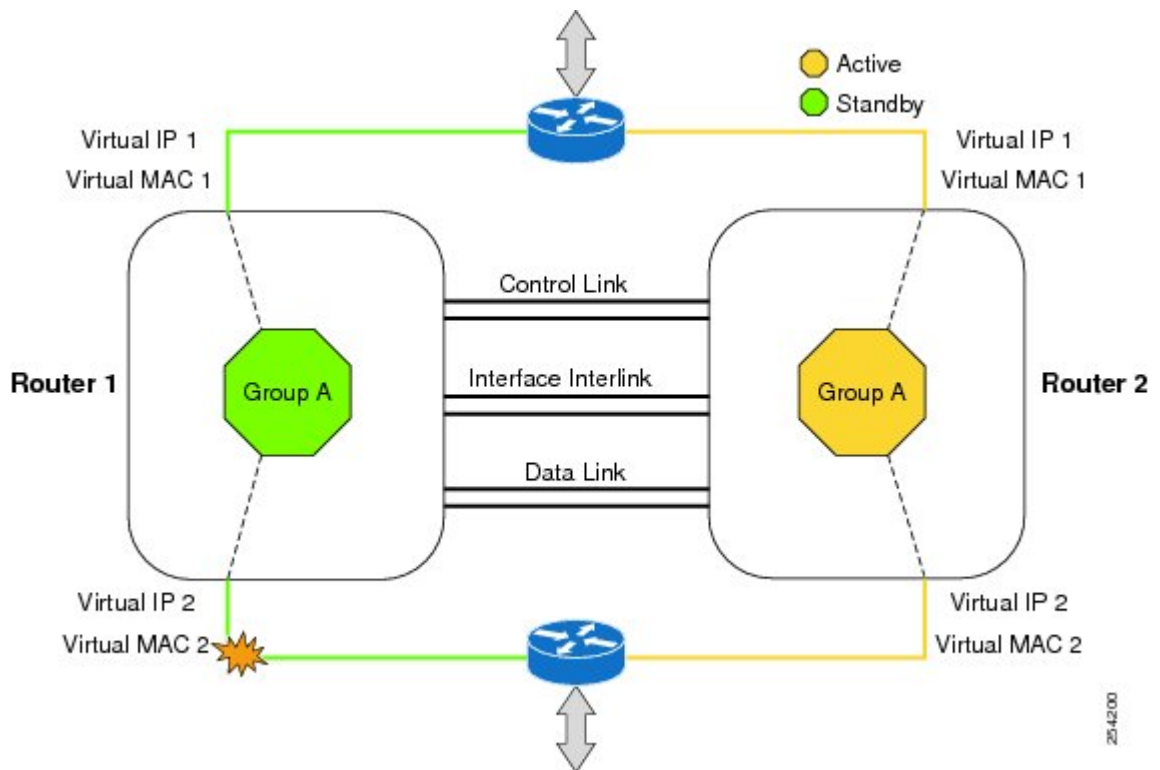 Active
Standby
Virtual IP 1
Virtual MAC 1
Virtual IP 1
Virtual MAC 1
Control Link
Router 1
Group A
Interface Interlink
Group A
Router 2
Data Link
Virtual IP 2
Virtual MAC 2
Virtual IP 2
Virtual MAC 2
254200